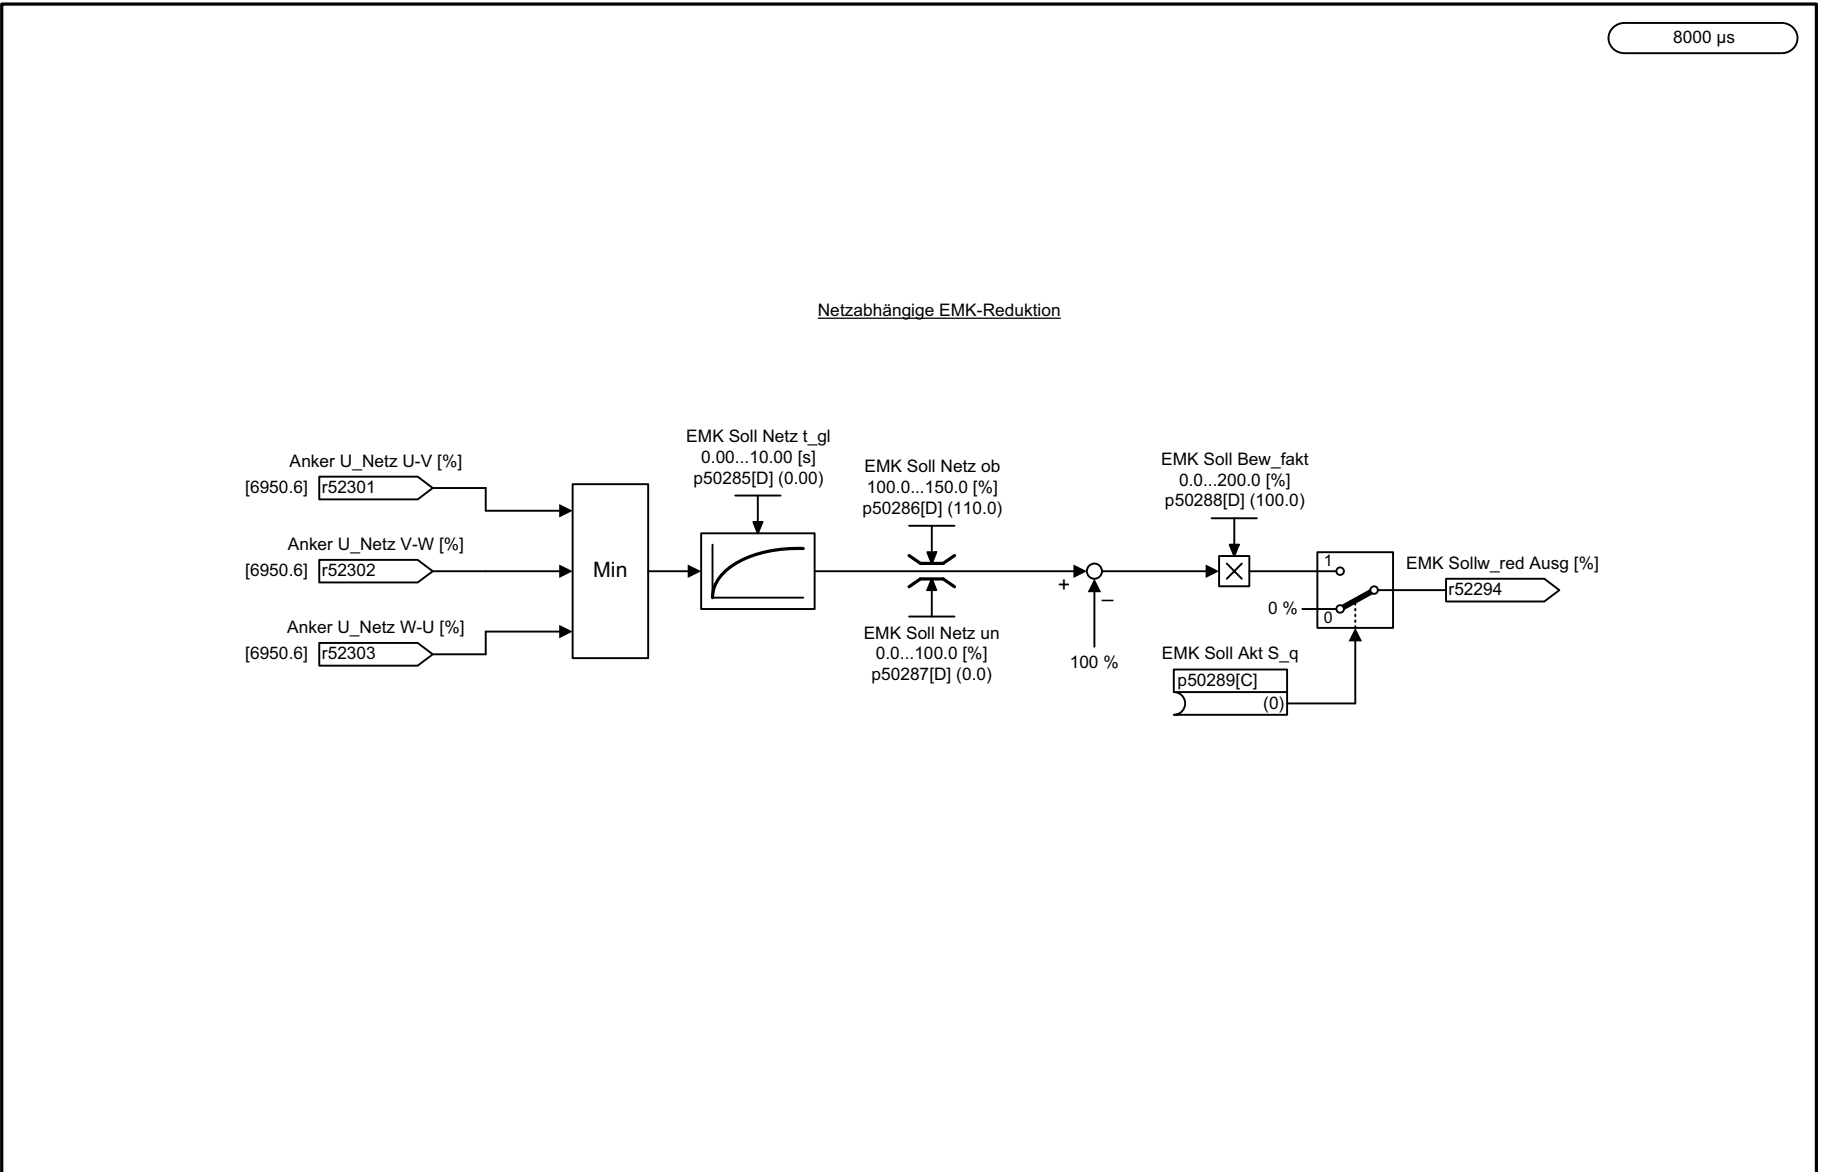 8000 µs
Netzabhängige EMK-Reduktion
Anker U_Netz U-V [%]
[6950.6] r52301
Anker U_Netz V-W [%]
[6950.6] r52302
Anker U_Netz W-U [%]
[6950.6] r52303
Min
EMK Soll Netz t_gl
0.00...10.00 [s]
p50285[D] (0.00)
EMK Soll Netz ob
100.0...150.0 [%]
p50286[D] (110.0)
EMK Soll Netz un
0.0...100.0 [%]
p50287[D] (0.0)
+
–
100 %
EMK Soll Bew_fakt
0.0...200.0 [%]
p50288[D] (100.0)
1
0 %
0
EMK Sollw_red Ausg [%]
r52294
EMK Soll Akt S_q
p50289[C]
(0)